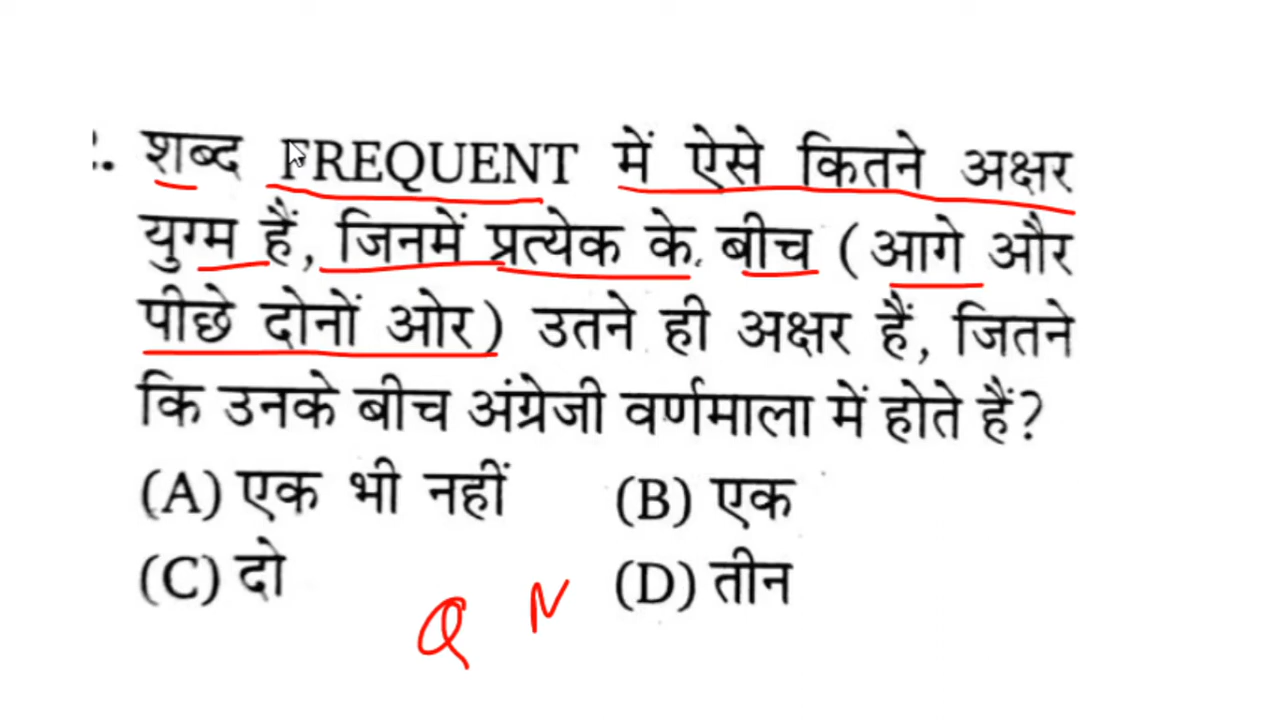 . शब्द FREQUENT में ऐसे कितने अक्षर
युग्म हैं, जिनमें प्रत्येक के बीच (आगे और
पीछे दोनों ओर) उतने ही अक्षर हैं, जितने
कि उनके बीच अंग्रेजी वर्णमाला में होते हैं?
(A) एक भी नहीं (B) एक
(C) दो (D) तीन
Q N